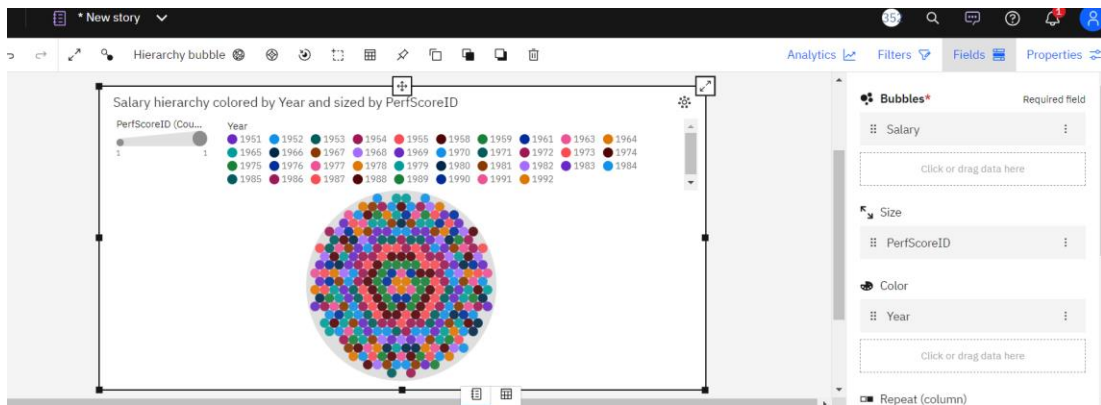 * New story
352
1
Hierarchy bubble
Analytics
Filters
Fields
Properties
Salary hierarchy colored by Year and sized by PerfScoreID
PerfScoreID (Cou...
1 1
Year
1951 1952 1953 1954 1955 1958 1959 1961 1963 1964
1965 1966 1967 1968 1969 1970 1971 1972 1973 1974
1975 1976 1977 1978 1979 1980 1981 1982 1983 1984
1985 1986 1987 1988 1989 1990 1991 1992
Bubbles*
Required field
Salary
Click or drag data here
Size
PerfScoreID
Color
Year
Click or drag data here
Repeat (column)